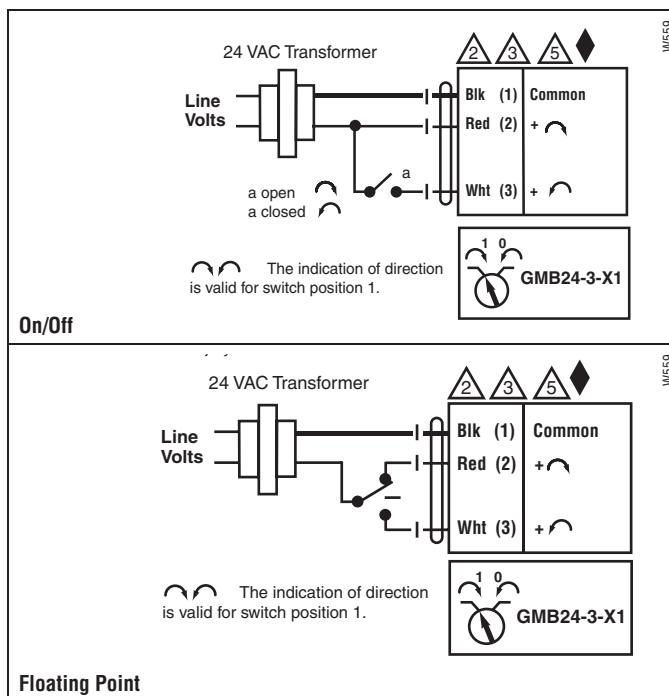 W559
24 VAC Transformer
2 3 5
Line
Volts
Blk (1) Common
Red (2) +
a
a open
a closed
Wht (3) +
1 0
The indication of direction
is valid for switch position 1.
GMB24-3-X1
On/Off
W559
24 VAC Transformer
2 3 5
Line
Volts
Blk (1) Common
Red (2) +
Wht (3) +
1 0
The indication of direction
is valid for switch position 1.
GMB24-3-X1
Floating Point